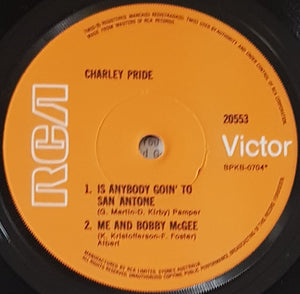 CHARLEY PRIDE
20553
RCA
Victor
BPKB-0704
1. IS ANYBODY GOIN' TO
SAN ANTONE
(G. Martin-D. Kirby) Pamper
2. ME AND BOBBY McGEE
(K. Kristofferson-F. Foster)
Albert
MANUFACTURED BY RCA LIMITED, SYDNEY, AUSTRALIA.